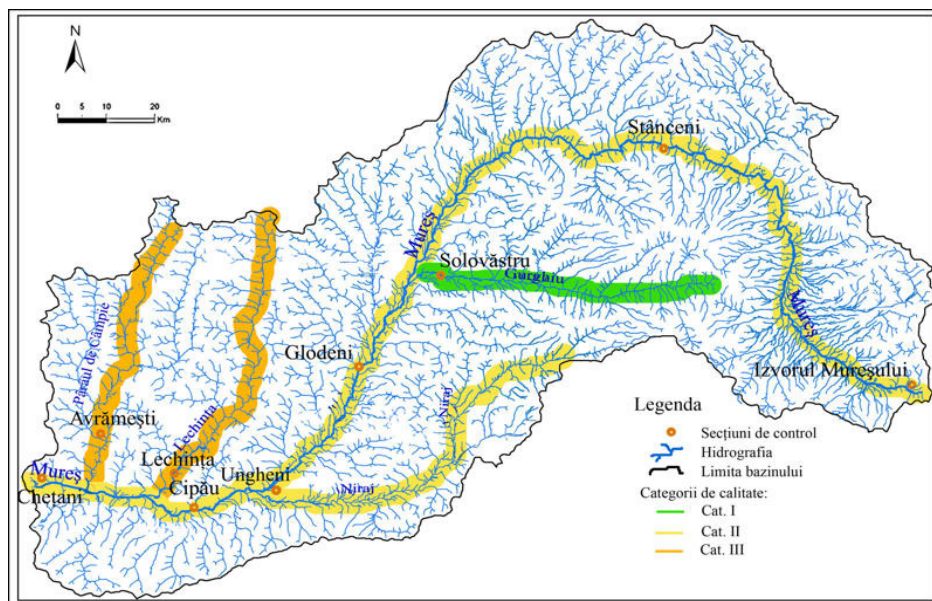 N
0 5 10 20
Km
Stânceni
Mureș
Solovăstru
Gurghiu
Mureș
Glodeni
Izvorul Mureșului
Pârâul de Câmpie
Niraj
Avrămești
Lechința
Lechința
Ungheni
Mureș
Cipău
Niraj
Chețani
Legenda
Secțiuni de control
Hidrografia
Limita bazinului
Categorii de calitate:
Cat. I
Cat. II
Cat. III